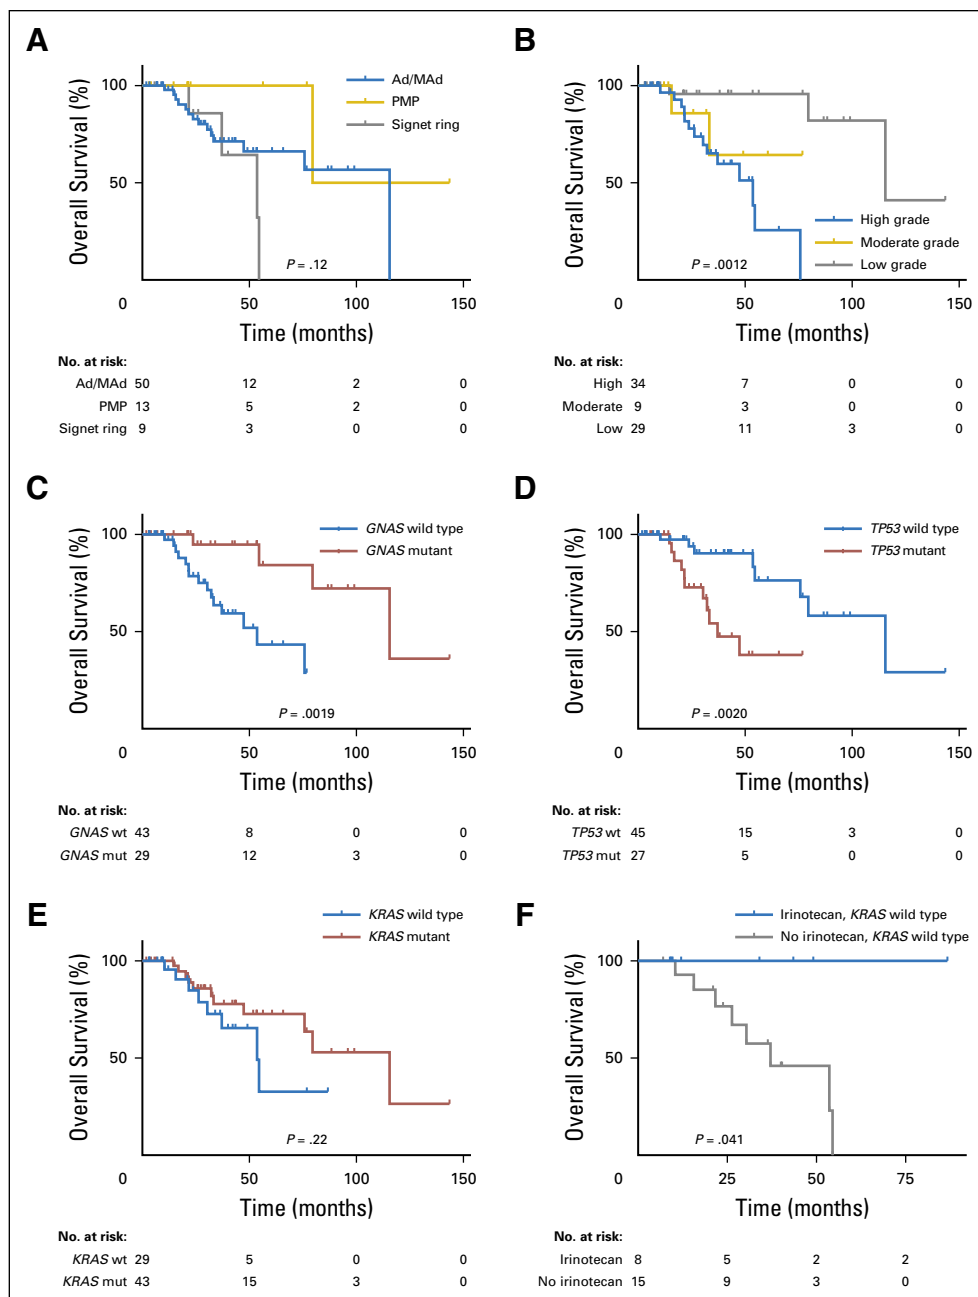 A
Overall Survival (%)
100
50
0
50
100
150
Time (months)
Ad/MAd
PMP
Signet ring
P = .12
No. at risk:
Ad/MAd 50 12 2 0
PMP 13 5 2 0
Signet ring 9 3 0 0
B
Overall Survival (%)
100
50
0
50
100
150
Time (months)
High grade
Moderate grade
Low grade
P = .0012
No. at risk:
High 34 7 0 0
Moderate 9 3 0 0
Low 29 11 3 0
C
Overall Survival (%)
100
50
0
50
100
150
Time (months)
GNAS wild type
GNAS mutant
P = .0019
No. at risk:
GNAS wt 43 8 0 0
GNAS mut 29 12 3 0
D
Overall Survival (%)
100
50
0
50
100
150
Time (months)
TP53 wild type
TP53 mutant
P = .0020
No. at risk:
TP53 wt 45 15 3 0
TP53 mut 27 5 0 0
E
Overall Survival (%)
100
50
0
50
100
150
Time (months)
KRAS wild type
KRAS mutant
P = .22
No. at risk:
KRAS wt 29 5 0 0
KRAS mut 43 15 3 0
F
Overall Survival (%)
100
50
0
25
50
75
Time (months)
Irinotecan, KRAS wild type
No irinotecan, KRAS wild type
P = .041
No. at risk:
Irinotecan 8 5 2 2
No irinotecan 15 9 3 0